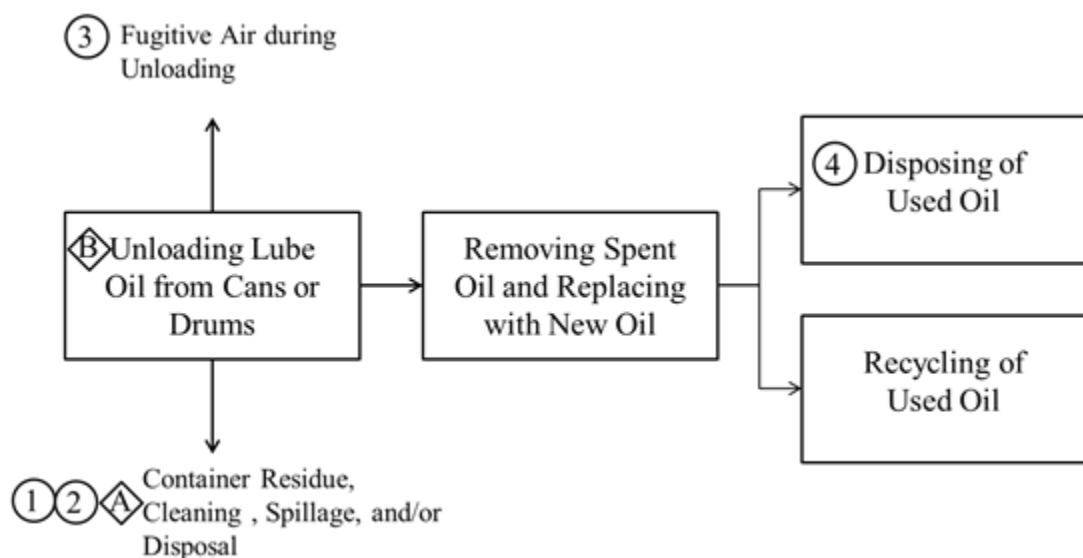 3 Fugitive Air during
Unloading
B Unloading Lube
Oil from Cans or
Drums
Removing Spent
Oil and Replacing
with New Oil
4 Disposing of
Used Oil
Recycling of
Used Oil
1 2 A Container Residue,
Cleaning , Spillage, and/or
Disposal